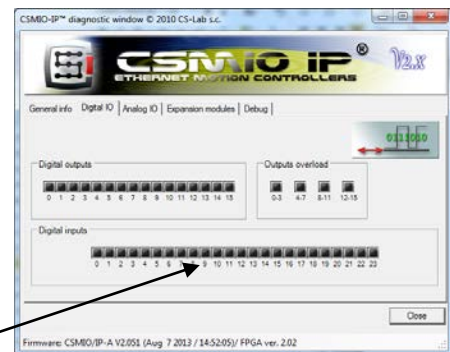 CSMIO-IP™ diagnostic window © 2010 CS-Lab s.c.
CSMIO IP® V2.x
ETHERNET MOTION CONTROLLERS
General info Digital IO Analog IO Expansion modules Debug
0111010
Digital outputs
0 1 2 3 4 5 6 7 8 9 10 11 12 13 14 15
Outputs overload
0-3 4-7 8-11 12-15
Digital inputs
0 1 2 3 4 5 6 7 8 9 10 11 12 13 14 15 16 17 18 19 20 21 22 23
Close
Firmware: CSMIO/IP-A V2.051 (Aug 7 2013 / 14:52:05)/ FPGA ver. 2.02